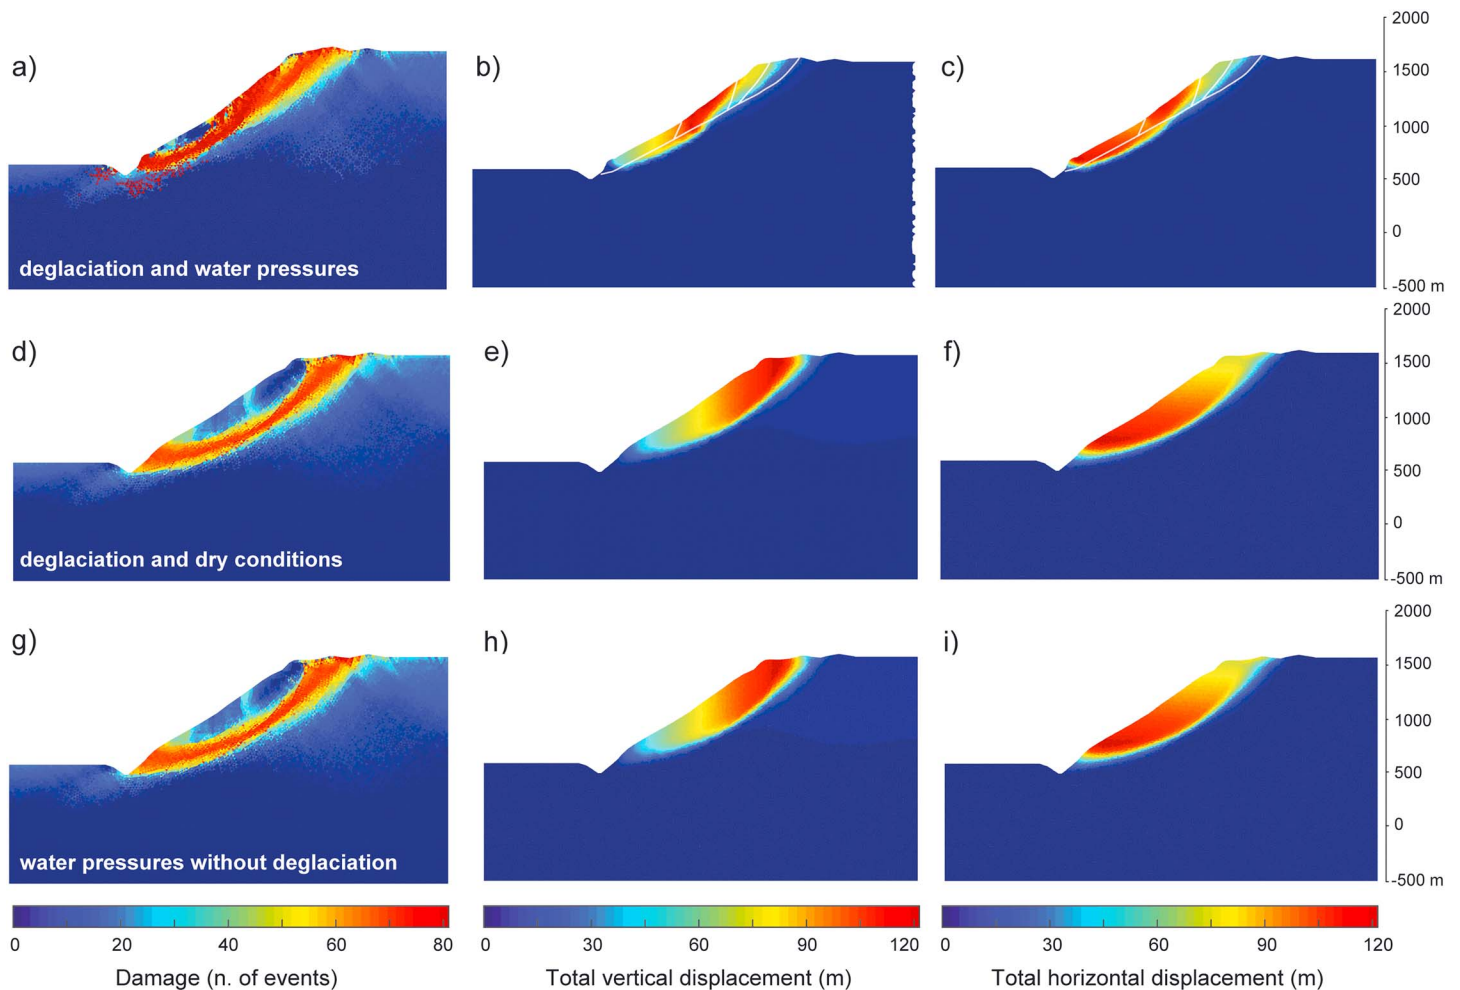 a)
b)
c)
2000
1500
1000
500
0
-500 m
deglaciation and water pressures
d)
e)
f)
2000
1500
1000
500
0
-500 m
deglaciation and dry conditions
g)
h)
i)
2000
1500
1000
500
0
-500 m
water pressures without deglaciation
0 20 40 60 80
Damage (n. of events)
0 30 60 90 120
Total vertical displacement (m)
0 30 60 90 120
Total horizontal displacement (m)